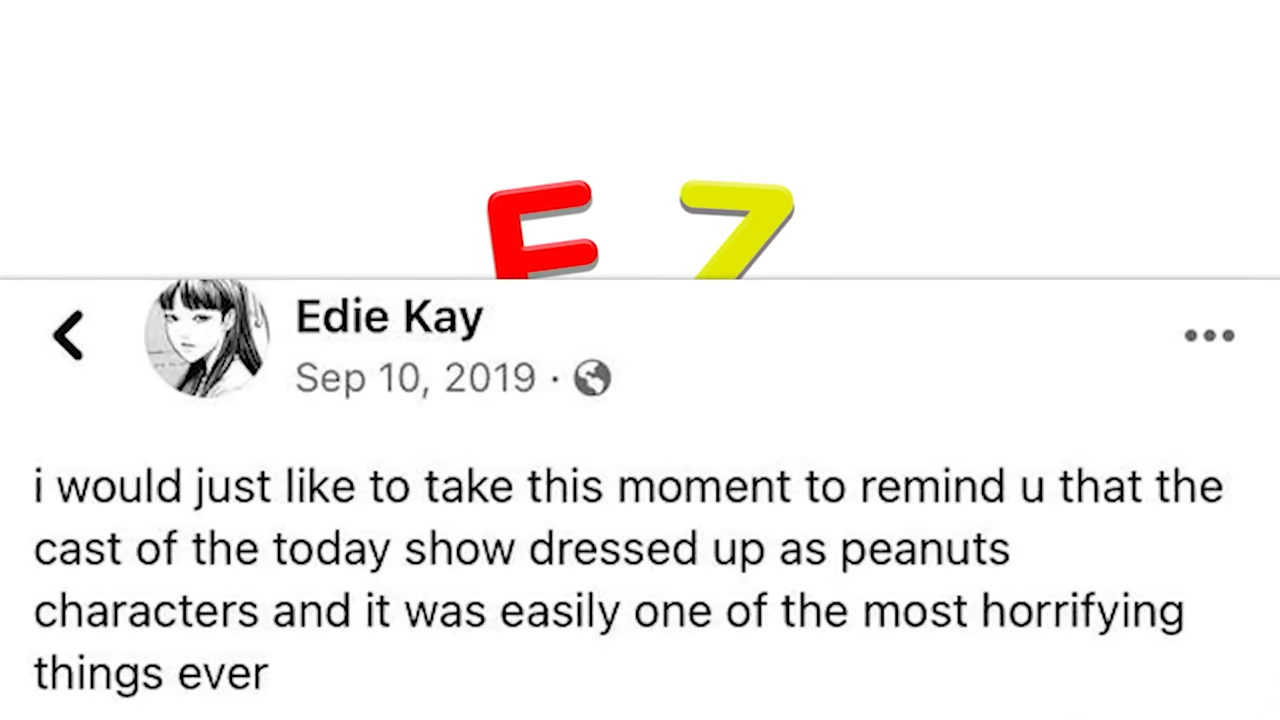 Edie Kay
Sep 10, 2019 ·
i would just like to take this moment to remind u that the
cast of the today show dressed up as peanuts
characters and it was easily one of the most horrifying
things ever